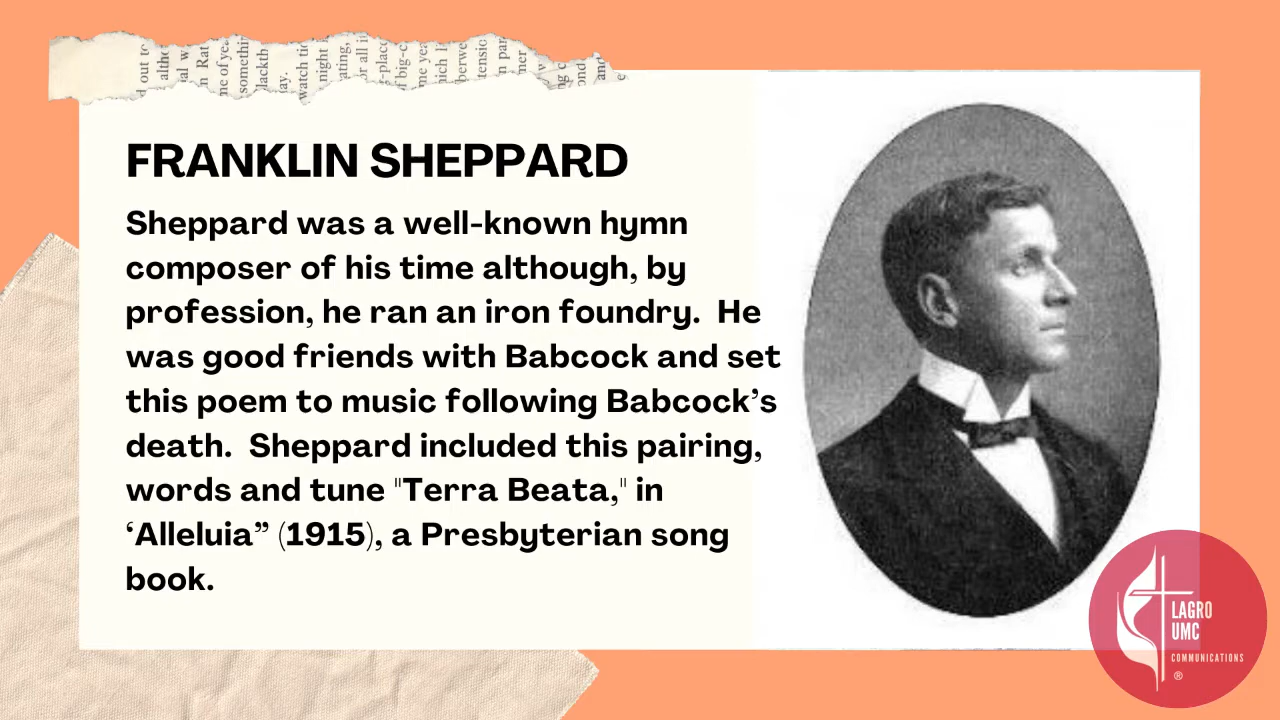 FRANKLIN SHEPPARD
Sheppard was a well-known hymn
composer of his time although, by
profession, he ran an iron foundry.  He
was good friends with Babcock and set
this poem to music following Babcock’s
death.  Sheppard included this pairing,
words and tune "Terra Beata," in
‘Alleluia” (1915), a Presbyterian song
book.
LAGRO
UMC
COMMUNICATIONS
®